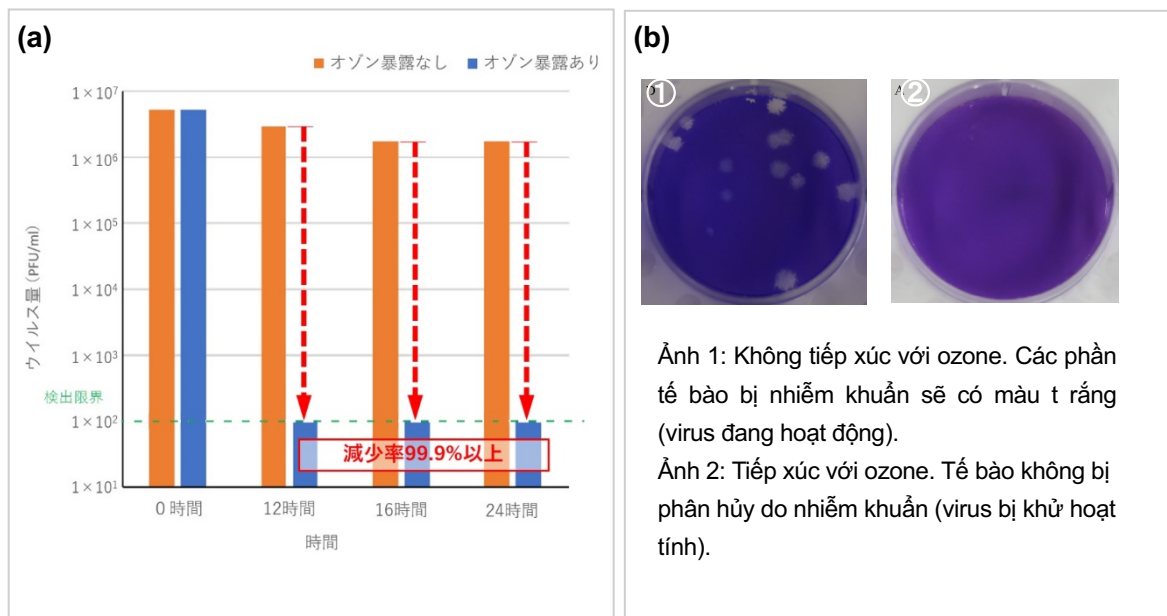 (a)
オゾン暴露なし オゾン暴露あり
ウイルス量 (PFU/ml)
1×10⁷
1×10⁶
1×10⁵
1×10⁴
1×10³
検出限界
1×10²
減少率99.9%以上
1×10¹
0時間 12時間 16時間 24時間
時間
(b)
① ②
A
Ảnh 1: Không tiếp xúc với ozone. Các phần
tế bào bị nhiễm khuẩn sẽ có màu t rắng
(virus đang hoạt động).
Ảnh 2: Tiếp xúc với ozone. Tế bào không bị
phân hủy do nhiễm khuẩn (virus bị khử hoạt
tính).